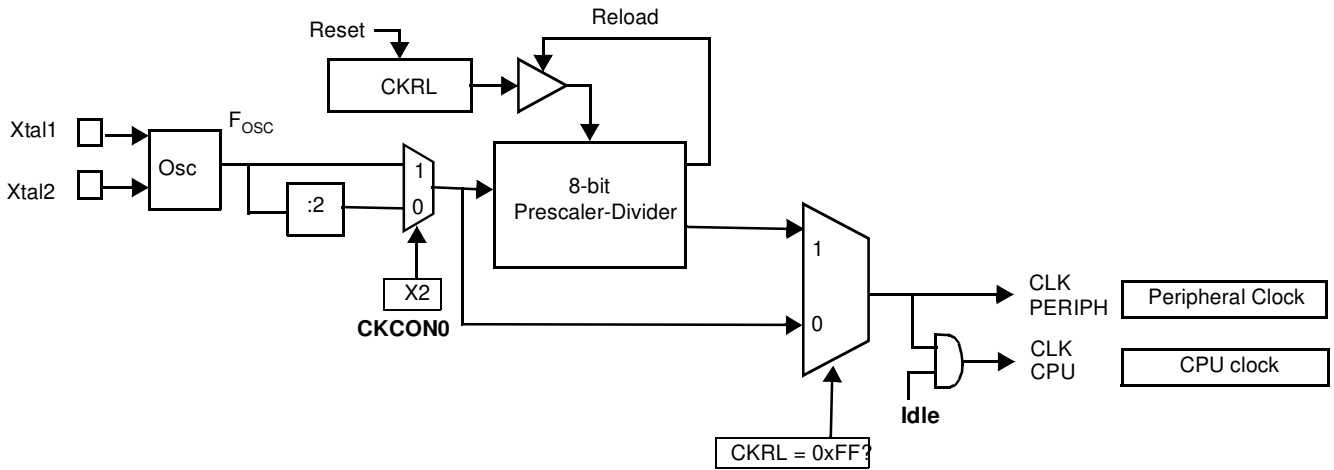 Reload
Reset
CKRL
Xtal1
FOSC
Osc
Xtal2
:2
1
0
8-bit
Prescaler-Divider
X2
CKCON0
1
0
CLK
PERIPH
Peripheral Clock
CLK
CPU
CPU clock
Idle
CKRL = 0xFF?